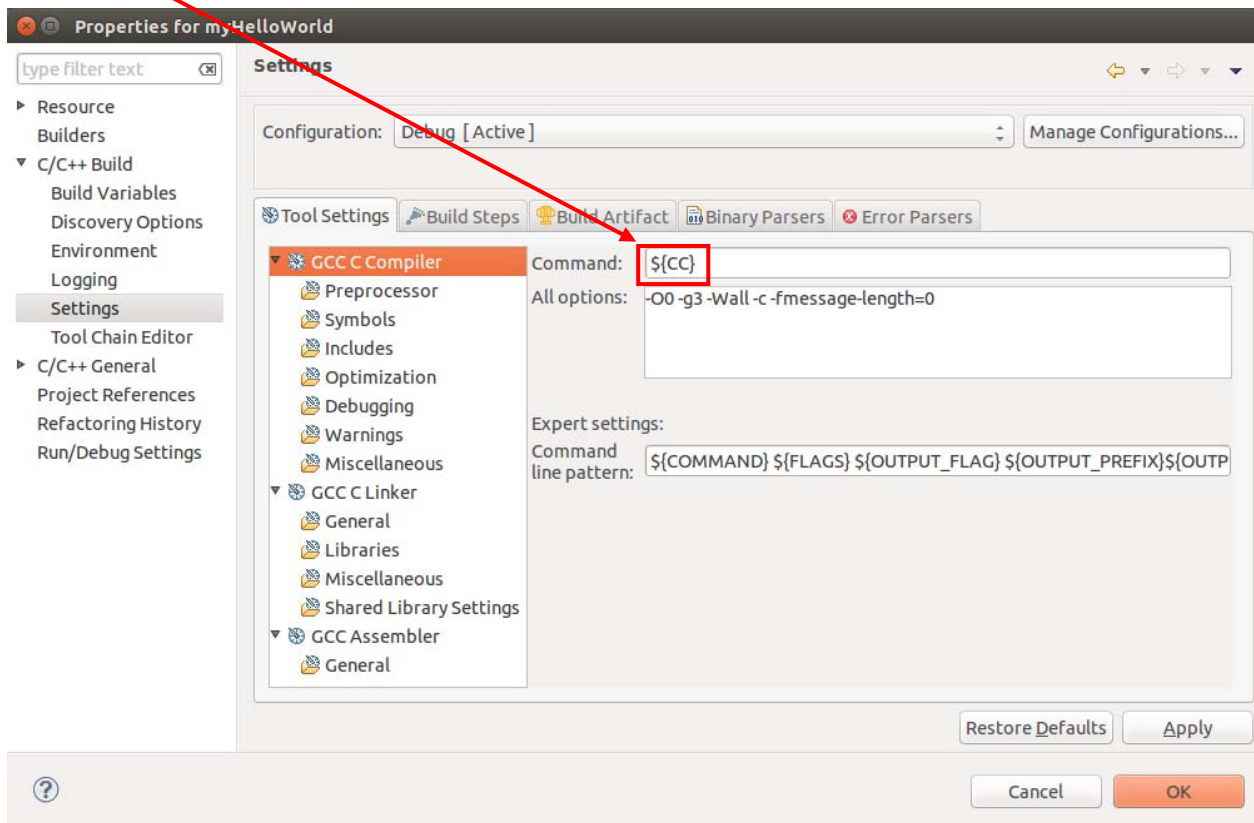 Properties for myHelloWorld
type filter text
Settings
Resource
Builders
C/C++ Build
Build Variables
Discovery Options
Environment
Logging
Settings
Tool Chain Editor
C/C++ General
Project References
Refactoring History
Run/Debug Settings
Configuration: Debug [ Active ] Manage Configurations...
Tool Settings Build Steps Build Artifact Binary Parsers Error Parsers
GCC C Compiler
Preprocessor
Symbols
Includes
Optimization
Debugging
Warnings
Miscellaneous
GCC C Linker
General
Libraries
Miscellaneous
Shared Library Settings
GCC Assembler
General
Command: ${CC}
All options: -O0 -g3 -Wall -c -fmessage-length=0
Expert settings:
Command
line pattern: ${COMMAND} ${FLAGS} ${OUTPUT_FLAG} ${OUTPUT_PREFIX}${OUTP
Restore Defaults Apply
? Cancel OK